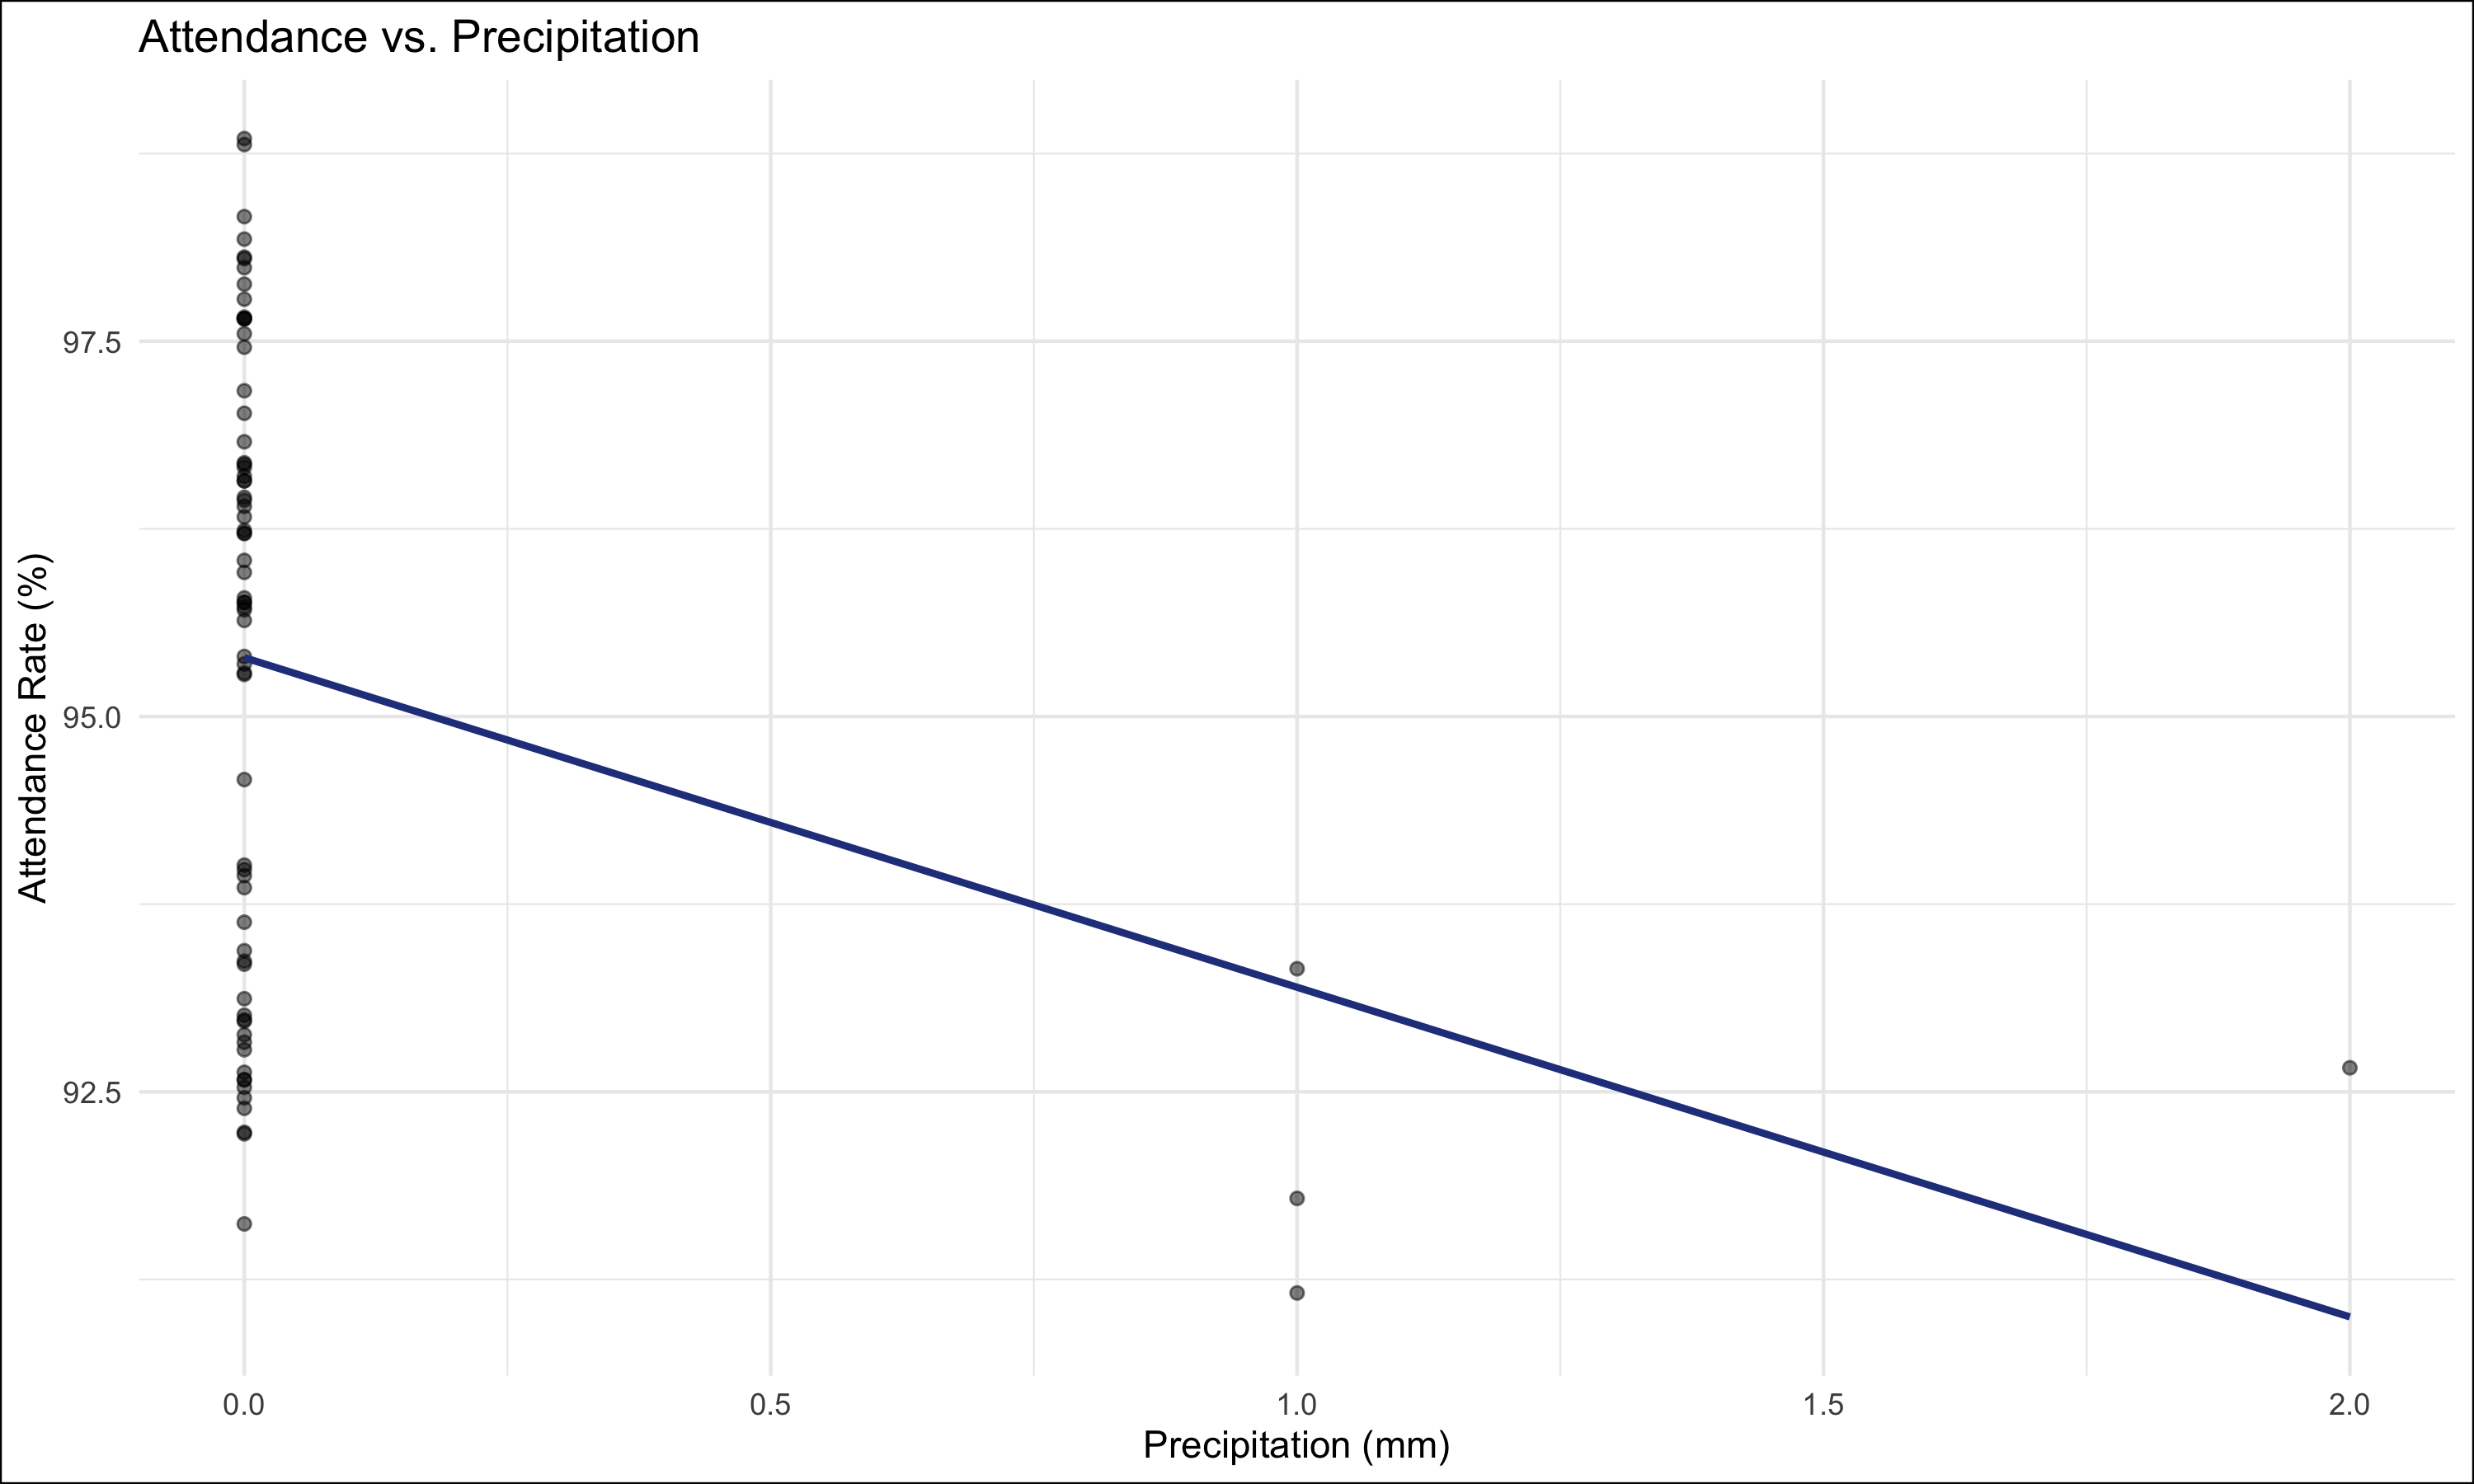 Attendance vs. Precipitation
97.5
95.0
92.5
Attendance Rate (%)
0.0 0.5 1.0 1.5 2.0
Precipitation (mm)